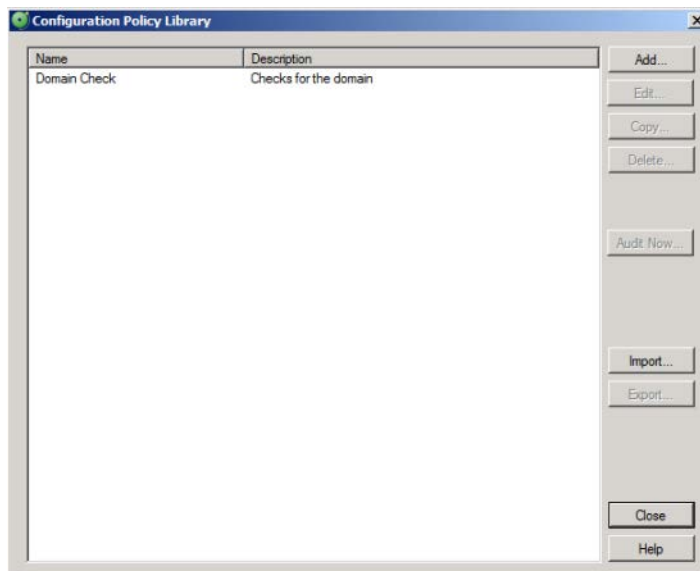 Configuration Policy Library
Name Description
Domain Check Checks for the domain
Add...
Edit...
Copy...
Delete...
Audit Now...
Import...
Export...
Close
Help